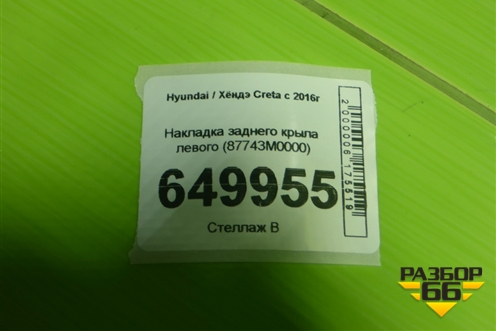 Hyundai / Хёндэ Creta с 2016г
Накладка заднего крыла
левого (87743M0000)
649955
Стеллаж В
2000006175519
РАЗБОР
66